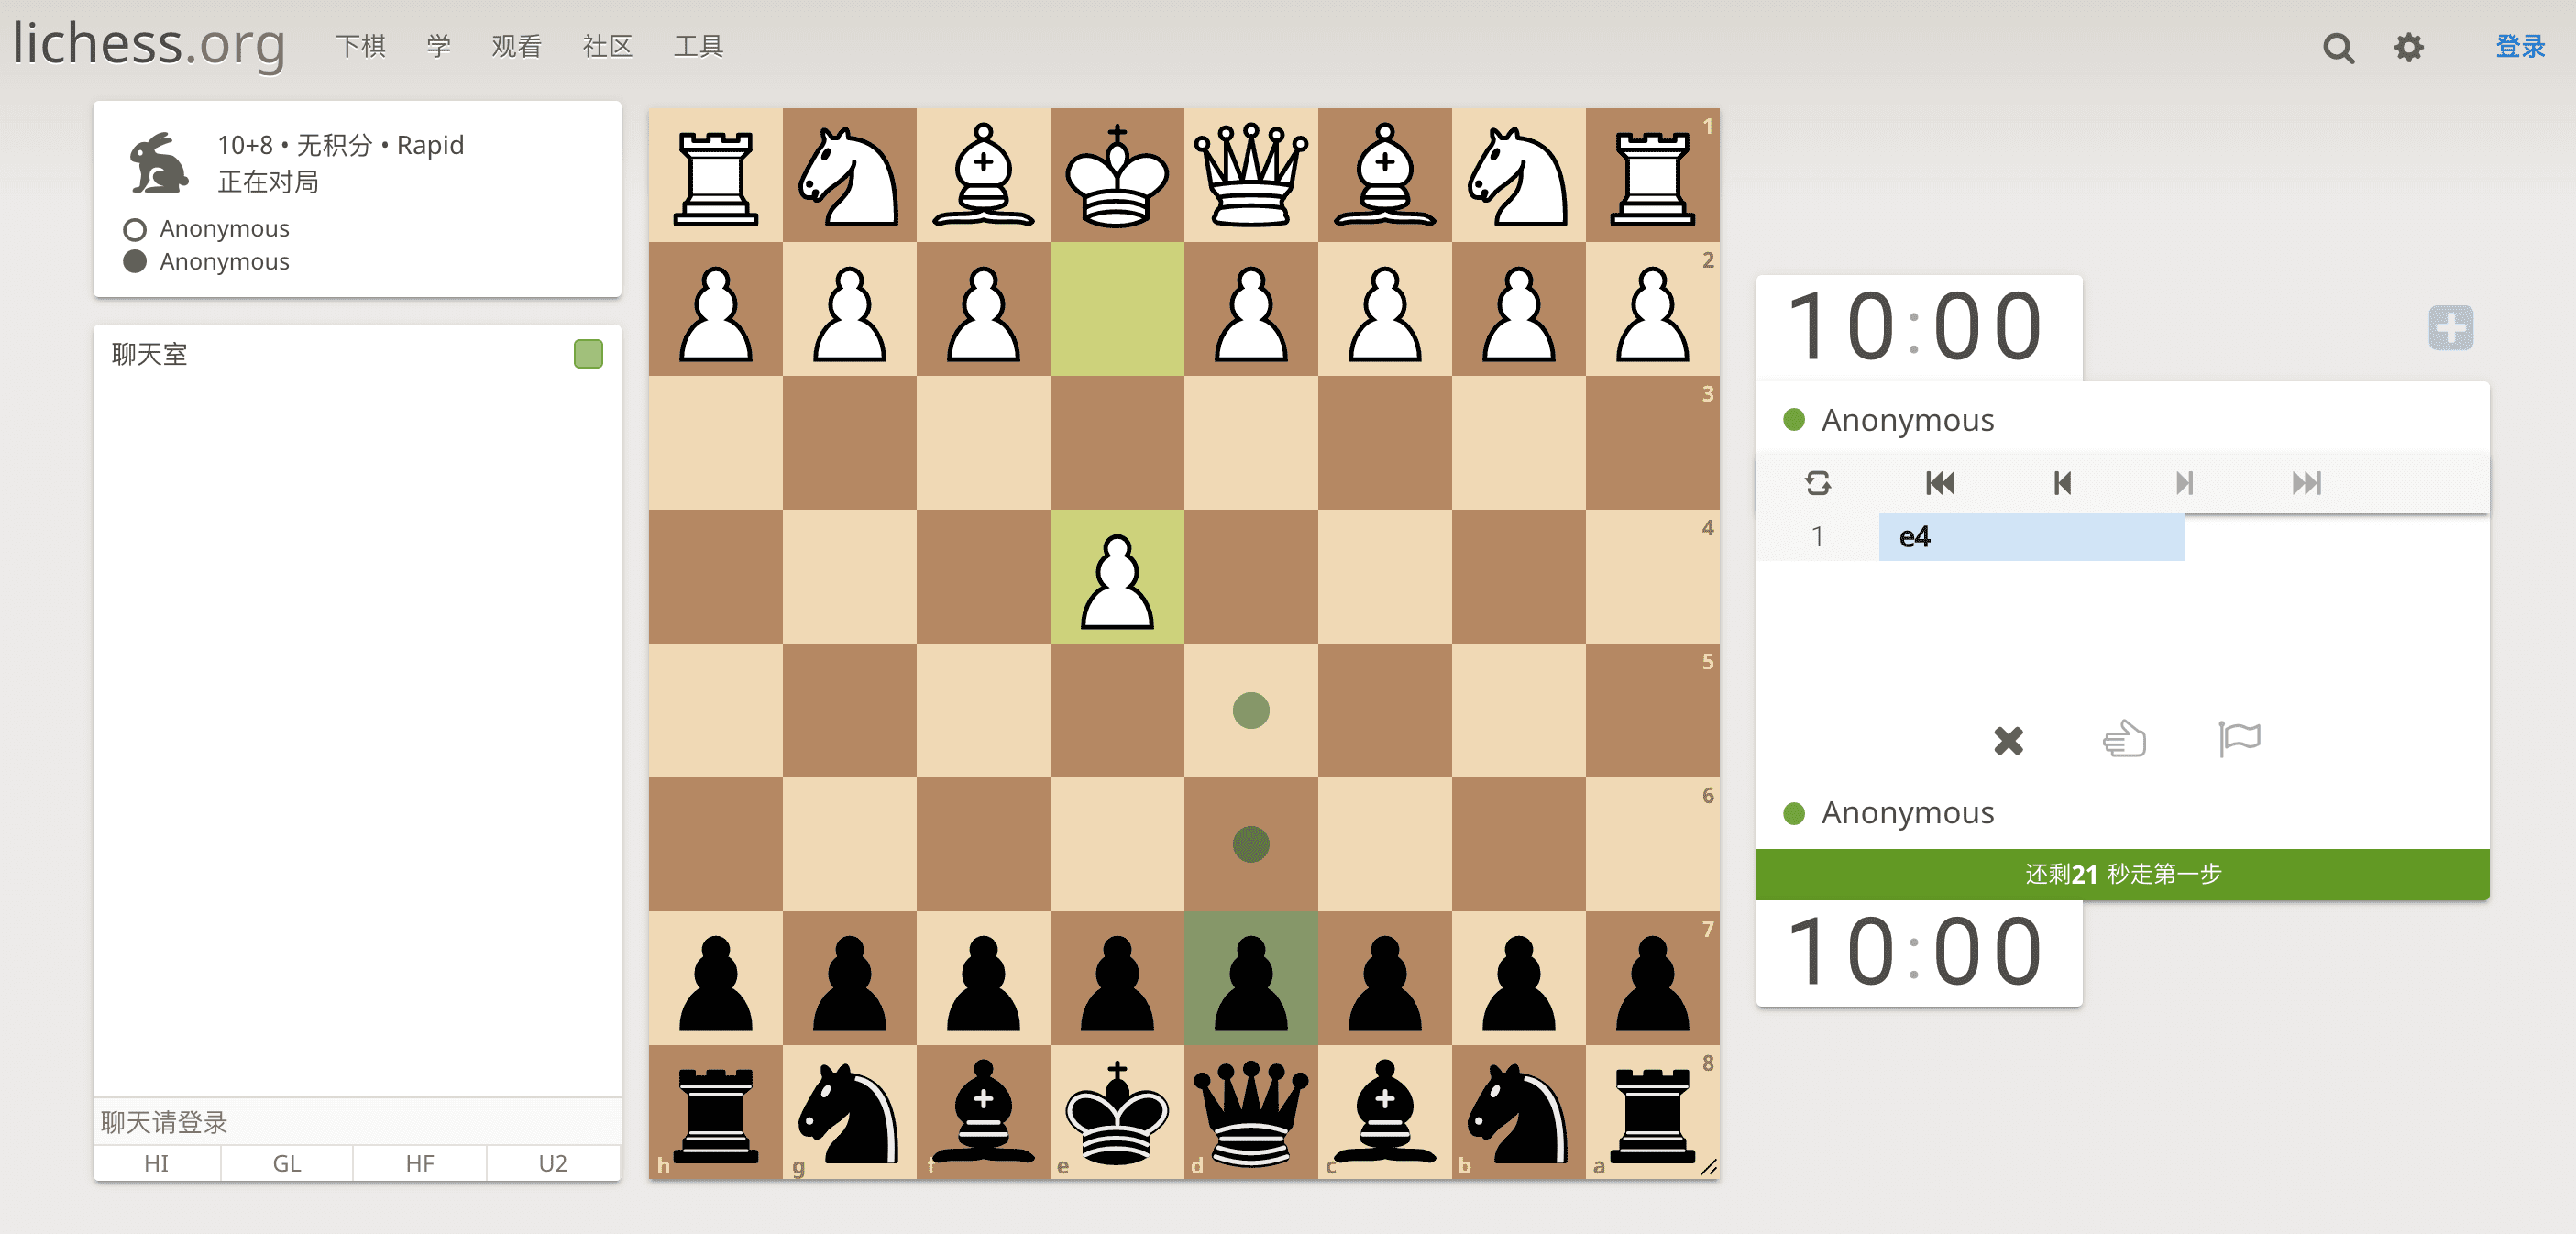 lichess.org 下棋 学 观看 社区 工具 登录
10+8 • 无积分 • Rapid
正在对局
Anonymous
Anonymous
聊天室
聊天请登录
HI GL HF U2
1
2
3
4
5
6
7
8
h g f e d c b a
10:00
Anonymous
1 e4
Anonymous
还剩21 秒走第一步
10:00